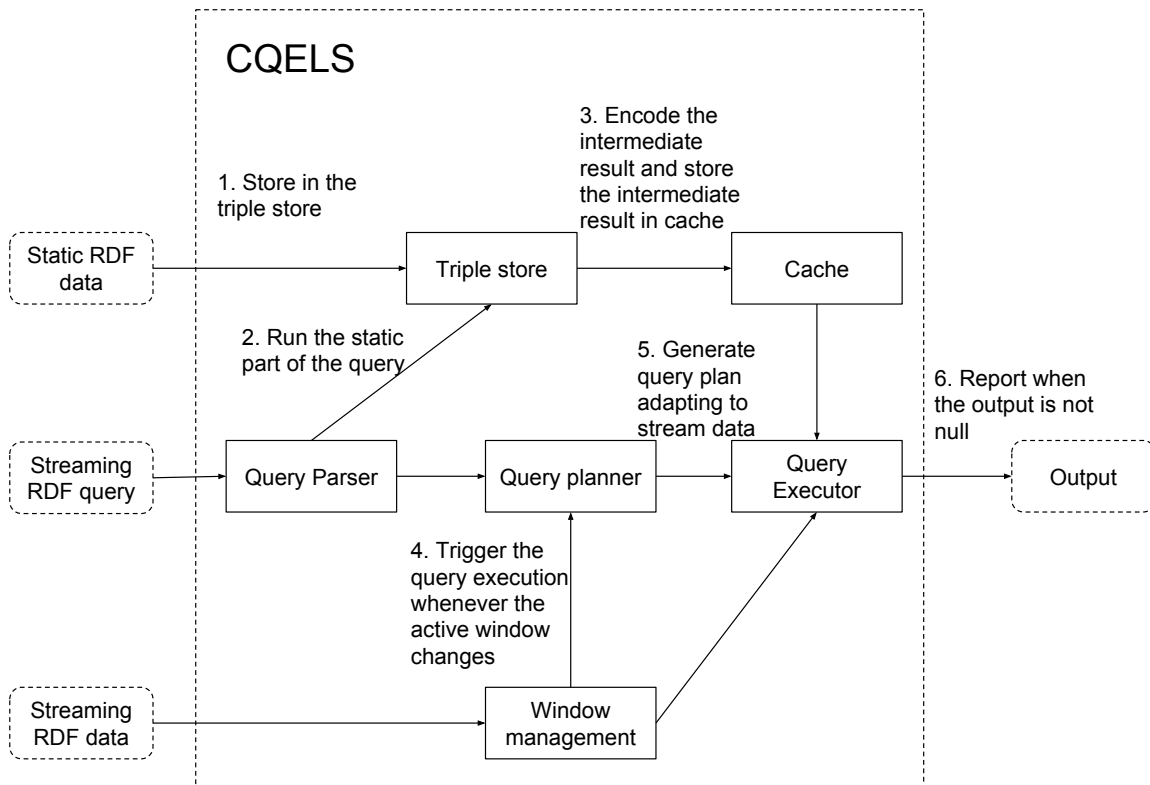 CQELS
3. Encode the
intermediate
result and store
the intermediate
result in cache
1. Store in the
triple store
Static RDF
data
Triple store
Cache
2. Run the static
part of the query
5. Generate
query plan
adapting to
stream data
6. Report when
the output is not
null
Streaming
RDF query
Query Parser
Query planner
Query
Executor
Output
4. Trigger the
query execution
whenever the
active window
changes
Streaming
RDF data
Window
management